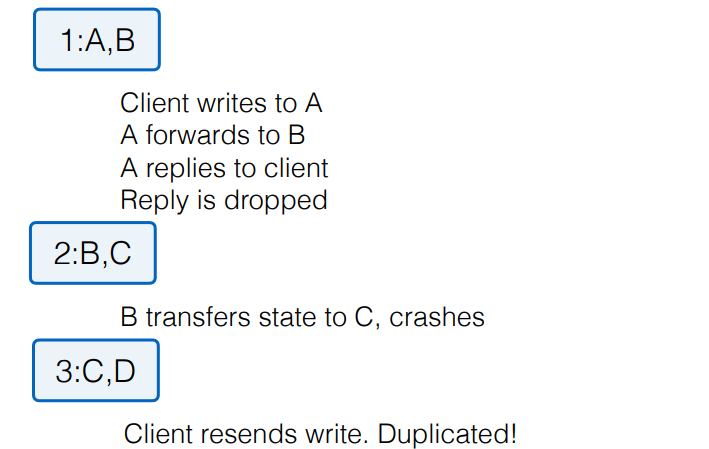 1:A,B
Client writes to A
A forwards to B
A replies to client
Reply is dropped
2:B,C
B transfers state to C, crashes
3:C,D
Client resends write. Duplicated!